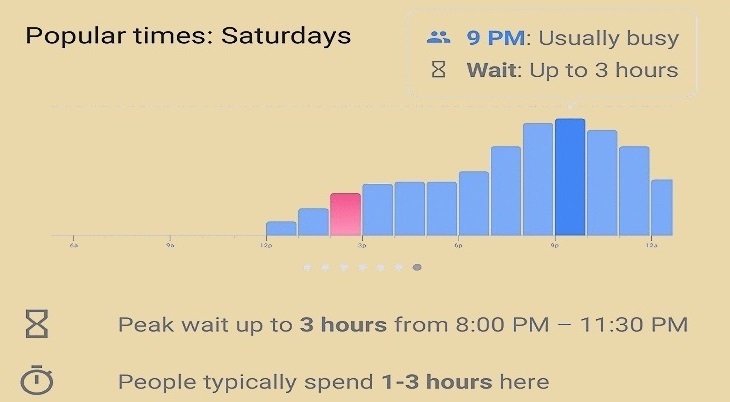 Popular times: Saturdays
9 PM: Usually busy
Wait: Up to 3 hours
6a 9a 12p 3p 6p 9p 12a
Peak wait up to 3 hours from 8:00 PM – 11:30 PM
People typically spend 1-3 hours here